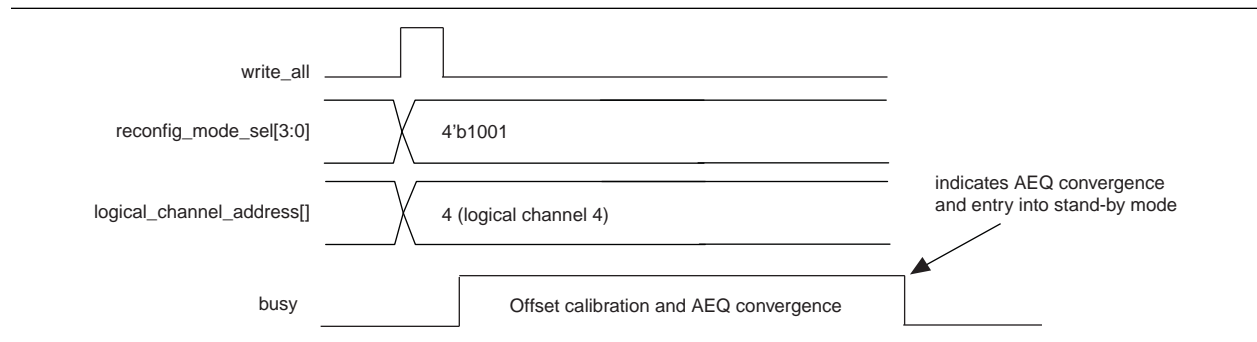 write_all
reconfig_mode_sel[3:0]
4’b1001
indicates AEQ convergence
and entry into stand-by mode
logical_channel_address[]
4 (logical channel 4)
busy
Offset calibration and AEQ convergence